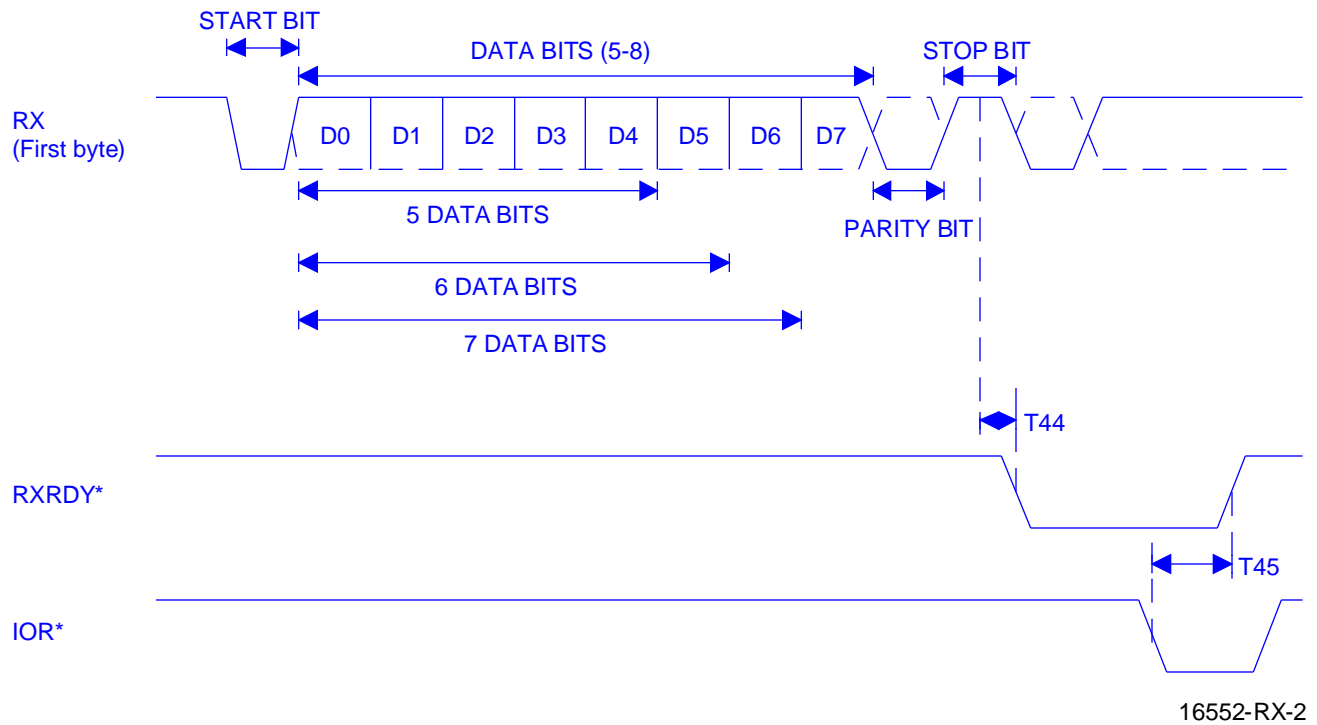 START BIT
DATA BITS (5-8)
STOP BIT
RX
(First byte)
D0 D1 D2 D3 D4 D5 D6 D7
5 DATA BITS
PARITY BIT
6 DATA BITS
7 DATA BITS
T44
RXRDY*
T45
IOR*
16552-RX-2